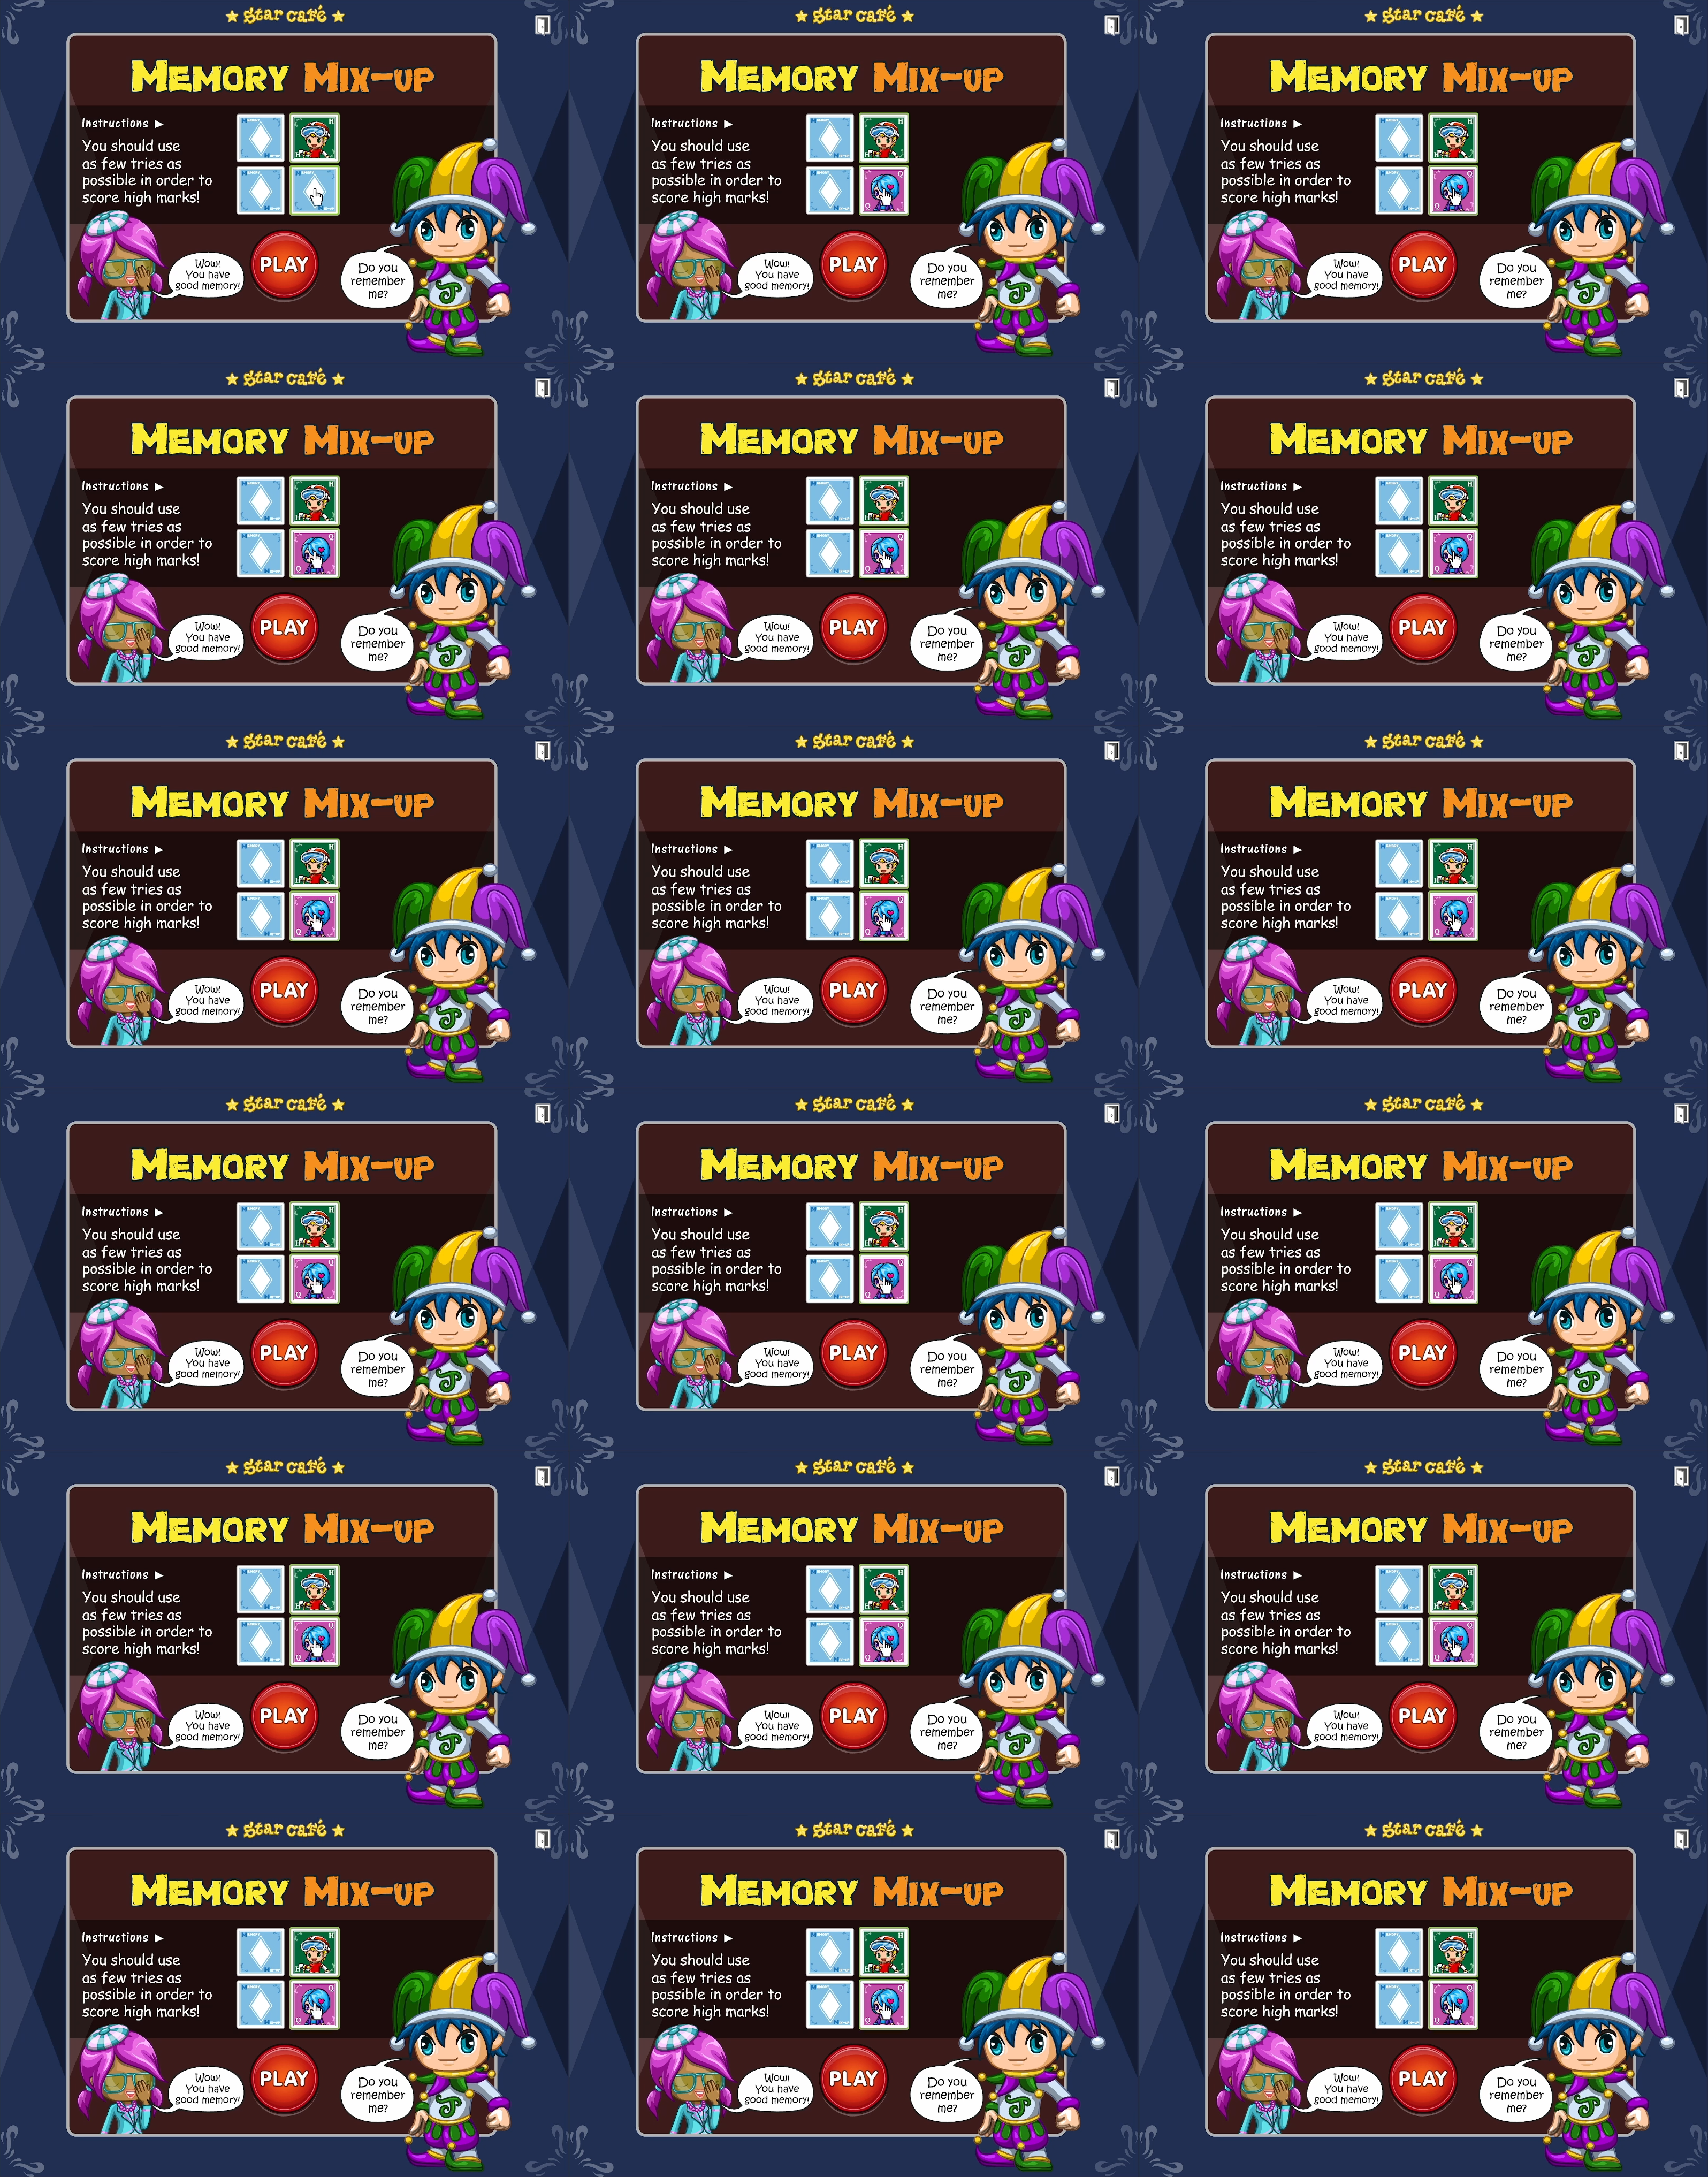 Star Café
Memory Mix-up
Instructions ▶
You should use
as few tries as
possible in order to
score high marks!
Wow!
You have
good memory!
PLAY
Do you
remember
me?
Star Café
Memory Mix-up
Instructions ▶
You should use
as few tries as
possible in order to
score high marks!
Wow!
You have
good memory!
PLAY
Do you
remember
me?
Star Café
Memory Mix-up
Instructions ▶
You should use
as few tries as
possible in order to
score high marks!
Wow!
You have
good memory!
PLAY
Do you
remember
me?
Star Café
Memory Mix-up
Instructions ▶
You should use
as few tries as
possible in order to
score high marks!
Wow!
You have
good memory!
PLAY
Do you
remember
me?
Star Café
Memory Mix-up
Instructions ▶
You should use
as few tries as
possible in order to
score high marks!
Wow!
You have
good memory!
PLAY
Do you
remember
me?
Star Café
Memory Mix-up
Instructions ▶
You should use
as few tries as
possible in order to
score high marks!
Wow!
You have
good memory!
PLAY
Do you
remember
me?
Star Café
Memory Mix-up
Instructions ▶
You should use
as few tries as
possible in order to
score high marks!
Wow!
You have
good memory!
PLAY
Do you
remember
me?
Star Café
Memory Mix-up
Instructions ▶
You should use
as few tries as
possible in order to
score high marks!
Wow!
You have
good memory!
PLAY
Do you
remember
me?
Star Café
Memory Mix-up
Instructions ▶
You should use
as few tries as
possible in order to
score high marks!
Wow!
You have
good memory!
PLAY
Do you
remember
me?
Star Café
Memory Mix-up
Instructions ▶
You should use
as few tries as
possible in order to
score high marks!
Wow!
You have
good memory!
PLAY
Do you
remember
me?
Star Café
Memory Mix-up
Instructions ▶
You should use
as few tries as
possible in order to
score high marks!
Wow!
You have
good memory!
PLAY
Do you
remember
me?
Star Café
Memory Mix-up
Instructions ▶
You should use
as few tries as
possible in order to
score high marks!
Wow!
You have
good memory!
PLAY
Do you
remember
me?
Star Café
Memory Mix-up
Instructions ▶
You should use
as few tries as
possible in order to
score high marks!
Wow!
You have
good memory!
PLAY
Do you
remember
me?
Star Café
Memory Mix-up
Instructions ▶
You should use
as few tries as
possible in order to
score high marks!
Wow!
You have
good memory!
PLAY
Do you
remember
me?
Star Café
Memory Mix-up
Instructions ▶
You should use
as few tries as
possible in order to
score high marks!
Wow!
You have
good memory!
PLAY
Do you
remember
me?
Star Café
Memory Mix-up
Instructions ▶
You should use
as few tries as
possible in order to
score high marks!
Wow!
You have
good memory!
PLAY
Do you
remember
me?
Star Café
Memory Mix-up
Instructions ▶
You should use
as few tries as
possible in order to
score high marks!
Wow!
You have
good memory!
PLAY
Do you
remember
me?
Star Café
Memory Mix-up
Instructions ▶
You should use
as few tries as
possible in order to
score high marks!
Wow!
You have
good memory!
PLAY
Do you
remember
me?